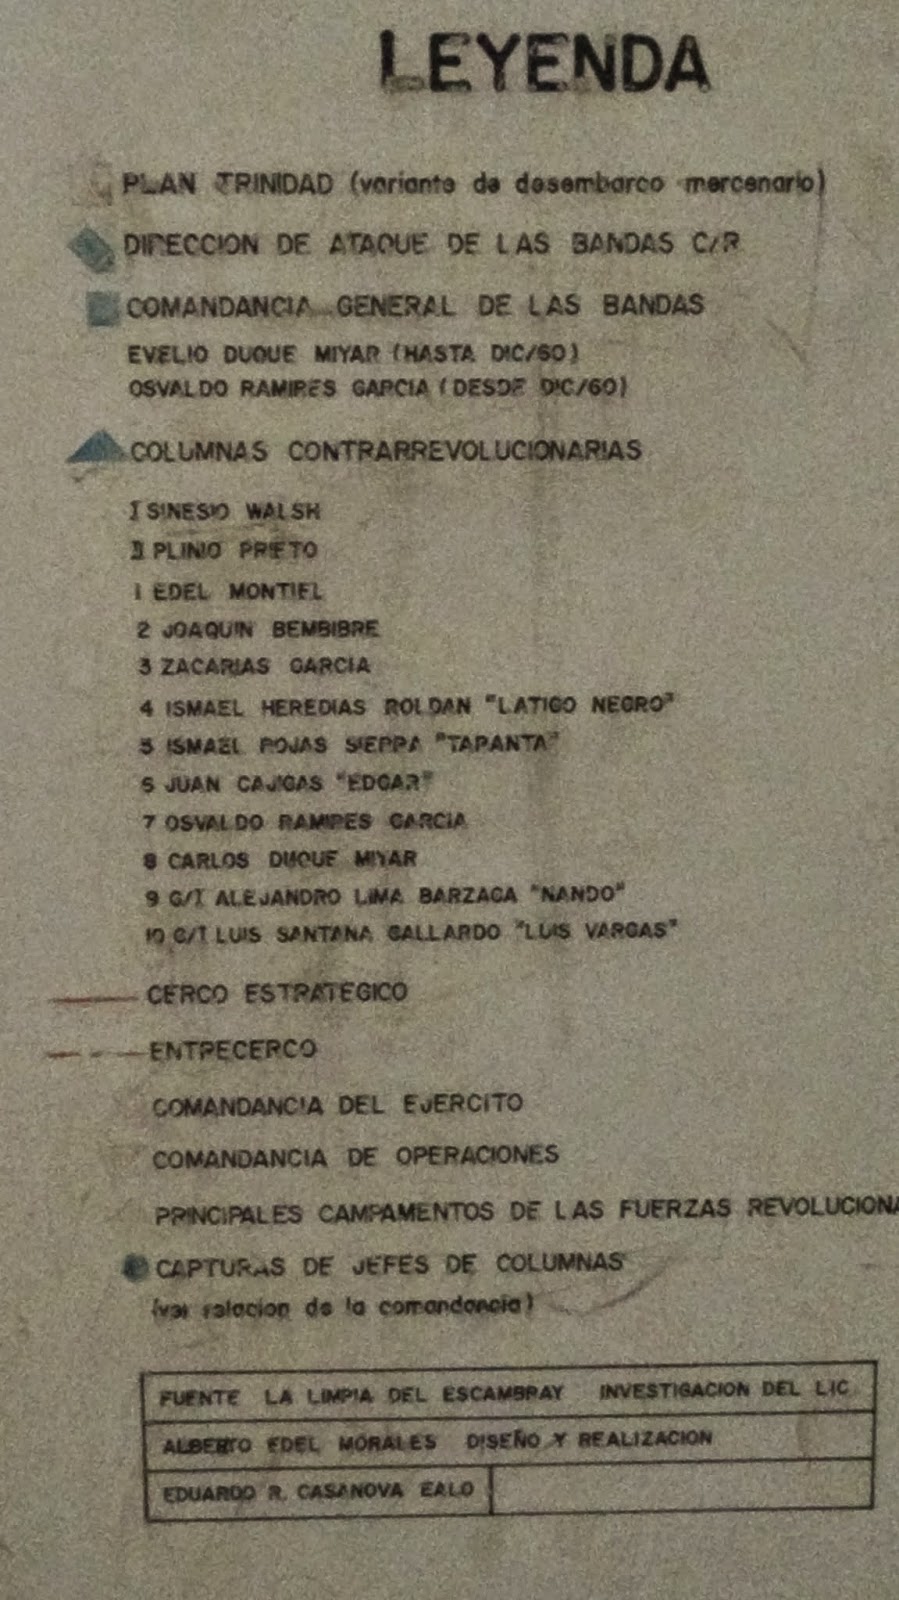 LEYENDA
PLAN TRINIDAD (variante de desembarco mercenario)
DIRECCION DE ATAQUE DE LAS BANDAS C/R
COMANDANCIA GENERAL DE LAS BANDAS
EVELIO DUQUE MIYAR (HASTA DIC/60)
OSVALDO RAMIRES GARCIA (DESDE DIC/60)
COLUMNAS CONTRARREVOLUCIONARIAS
I SINESIO WALSH
II PLINIO PRIETO
1 EDEL MONTIEL
2 JOAQUIN BEMBIBRE
3 ZACARIAS GARCIA
4 ISMAEL HEREDIAS ROLDAN "LATIGO NEGRO"
5 ISMAEL ROJAS SIERRA "TARANTA"
6 JUAN CAJIGAS "EDGAR"
7 OSVALDO RAMIRES GARCIA
8 CARLOS DUQUE MIYAR
9 G/T ALEJANDRO LIMA BARZAGA "NANDO"
10 G/T LUIS SANTANA GALLARDO "LUIS VARGAS"
CERCO ESTRATEGICO
ENTRECERCO
COMANDANCIA DEL EJERCITO
COMANDANCIA DE OPERACIONES
PRINCIPALES CAMPAMENTOS DE LAS FUERZAS REVOLUCIONA
CAPTURAS DE JEFES DE COLUMNAS
(ver relacion de la comandancia)
FUENTE LA LIMPIA DEL ESCAMBRAY INVESTIGACION DEL LIC
ALBERTO EDEL MORALES DISEÑO Y REALIZACION
EDUARDO R. CASANOVA EALO